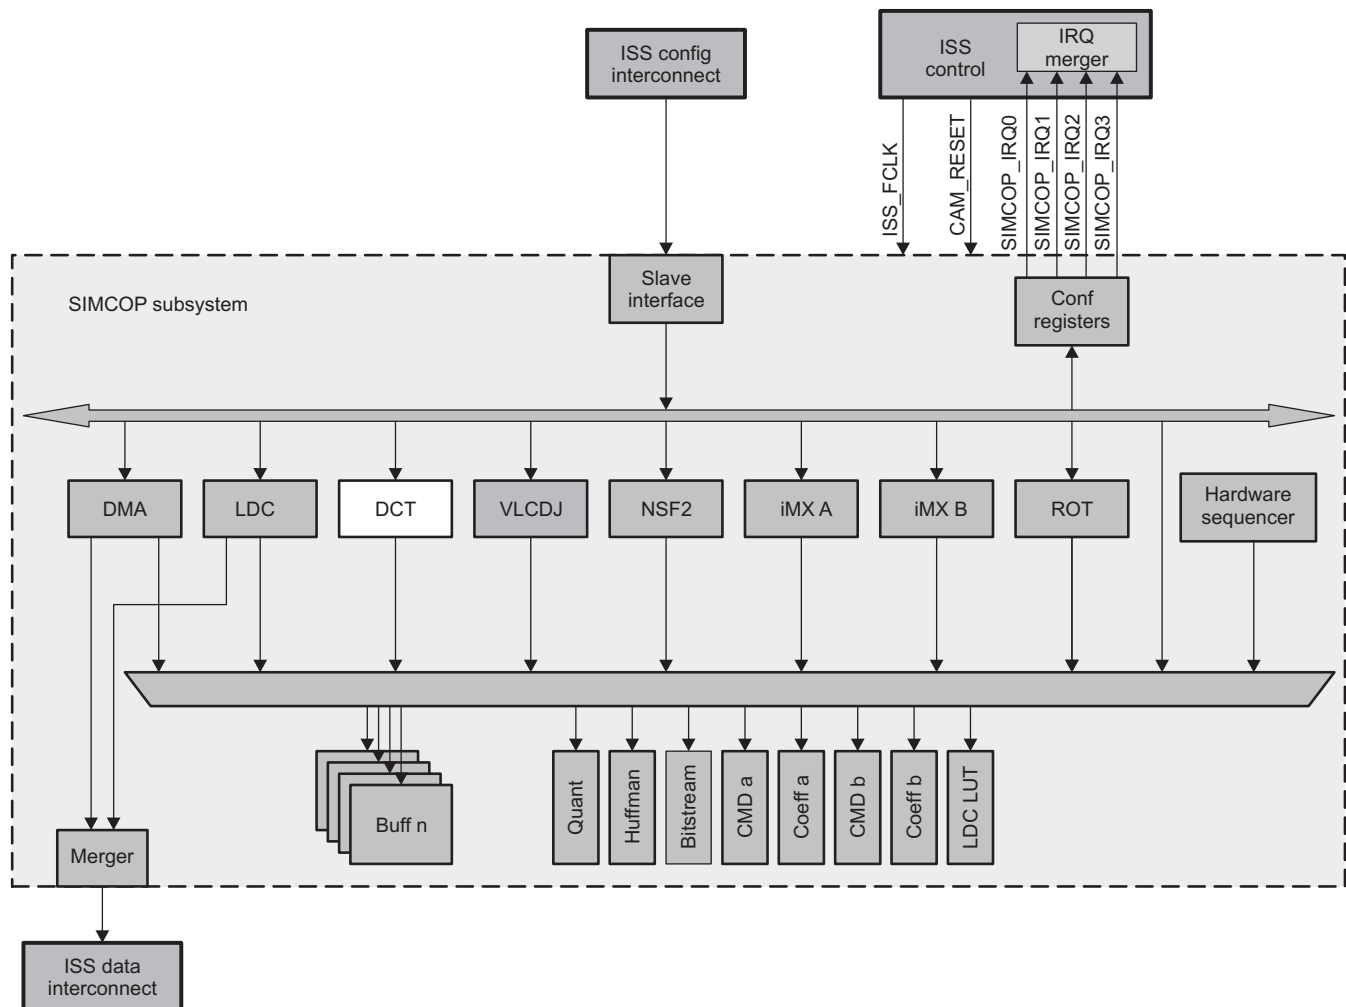 ISS config
interconnect
ISS
control
IRQ
merger
ISS_FCLK
CAM_RESET
SIMCOP_IRQ0
SIMCOP_IRQ1
SIMCOP_IRQ2
SIMCOP_IRQ3
SIMCOP subsystem
Slave
interface
Conf
registers
DMA
LDC
DCT
VLCDJ
NSF2
iMX A
iMX B
ROT
Hardware
sequencer
Buff n
Quant
Huffman
Bitstream
CMD a
Coeff a
CMD b
Coeff b
LDC LUT
Merger
ISS data
interconnect